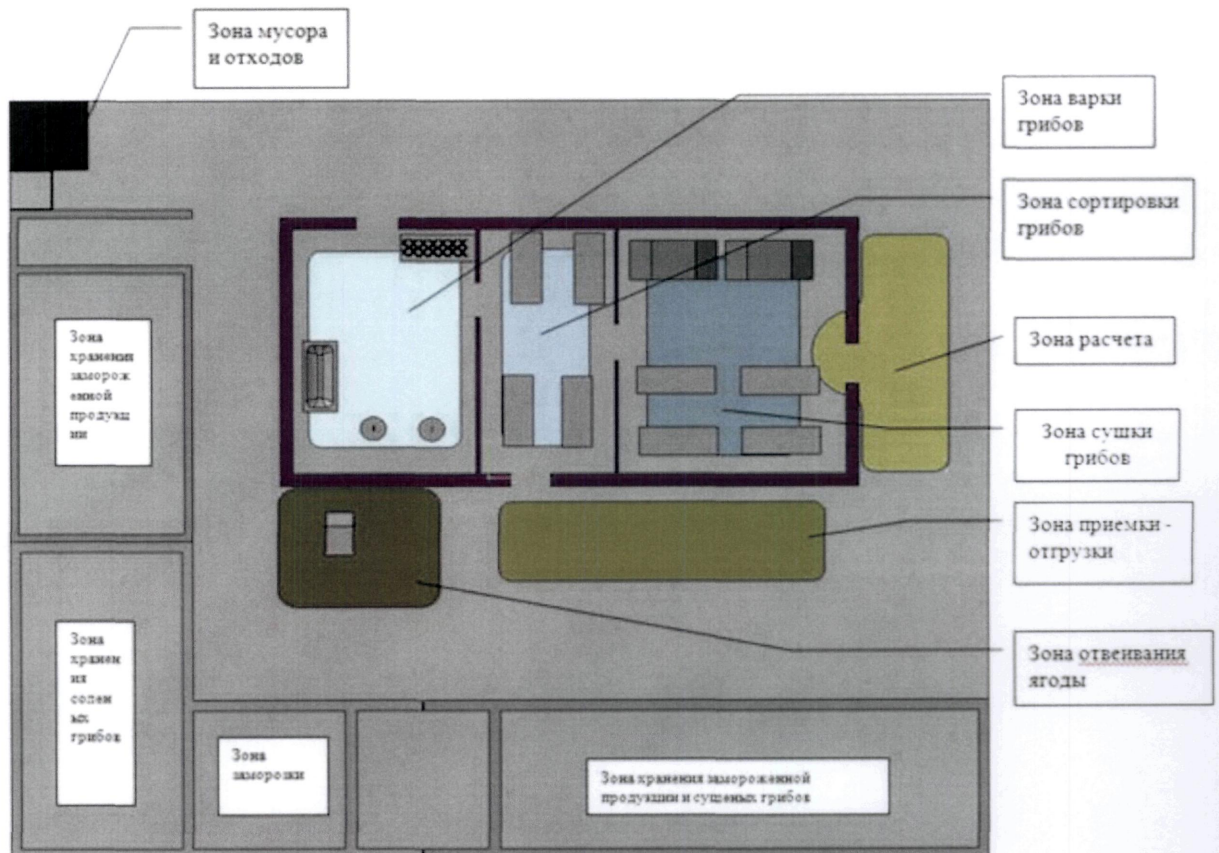 Зона мусора
и отходов
Зона варки
грибов
Зона сортировки
грибов
Зона расчета
Зона сушки
грибов
Зона приемки -
отгрузки
Зона отвеивания
ягоды
Зона
хранения
заморож
енной
продукц
ии
Зона
хранен
ия
солен
ых
грибов
Зона
заморозки
Зона хранения замороженной
продукции и сушеных грибов